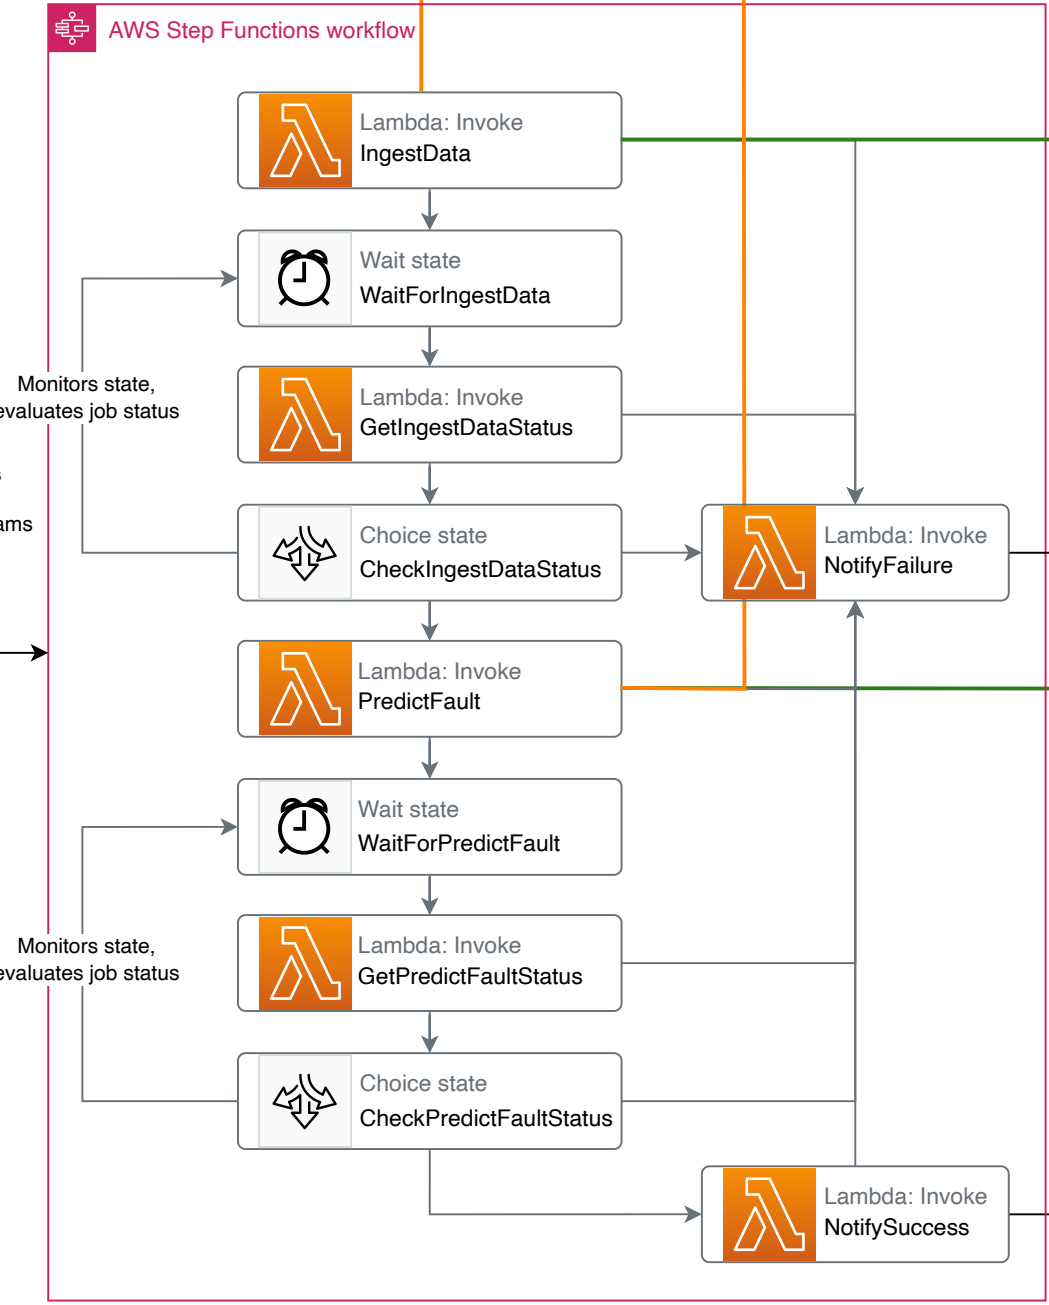 AWS Step Functions workflow
Lambda: Invoke
IngestData
Wait state
WaitForIngestData
Monitors state,
evaluates job status
Lambda: Invoke
GetIngestDataStatus
Choice state
CheckIngestDataStatus
Lambda: Invoke
NotifyFailure
Lambda: Invoke
PredictFault
Wait state
WaitForPredictFault
Monitors state,
evaluates job status
Lambda: Invoke
GetPredictFaultStatus
Choice state
CheckPredictFaultStatus
Lambda: Invoke
NotifySuccess